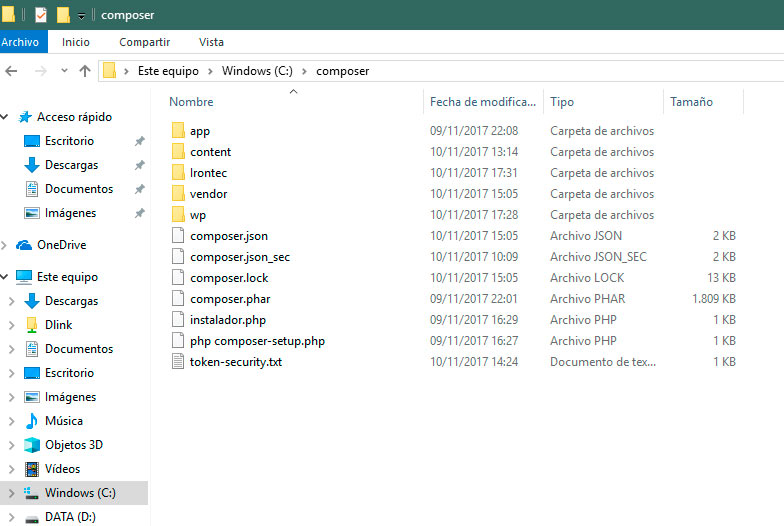 composer
Archivo Inicio Compartir Vista
Este equipo Windows (C:) composer
Nombre Fecha de modifica... Tipo Tamaño
Acceso rápido
Escritorio
Descargas
Documentos
Imágenes
OneDrive
Este equipo
Descargas
Dlink
Documentos
Escritorio
Imágenes
Música
Objetos 3D
Vídeos
Windows (C:)
DATA (D:)
app 09/11/2017 22:08 Carpeta de archivos
content 10/11/2017 13:14 Carpeta de archivos
Irontec 10/11/2017 17:31 Carpeta de archivos
vendor 10/11/2017 15:05 Carpeta de archivos
wp 10/11/2017 17:28 Carpeta de archivos
composer.json 10/11/2017 15:05 Archivo JSON 2 KB
composer.json_sec 10/11/2017 10:09 Archivo JSON_SEC 2 KB
composer.lock 10/11/2017 15:05 Archivo LOCK 13 KB
composer.phar 09/11/2017 22:01 Archivo PHAR 1.809 KB
instalador.php 09/11/2017 16:29 Archivo PHP 1 KB
php composer-setup.php 09/11/2017 16:27 Archivo PHP 1 KB
token-security.txt 10/11/2017 14:24 Documento de tex... 1 KB